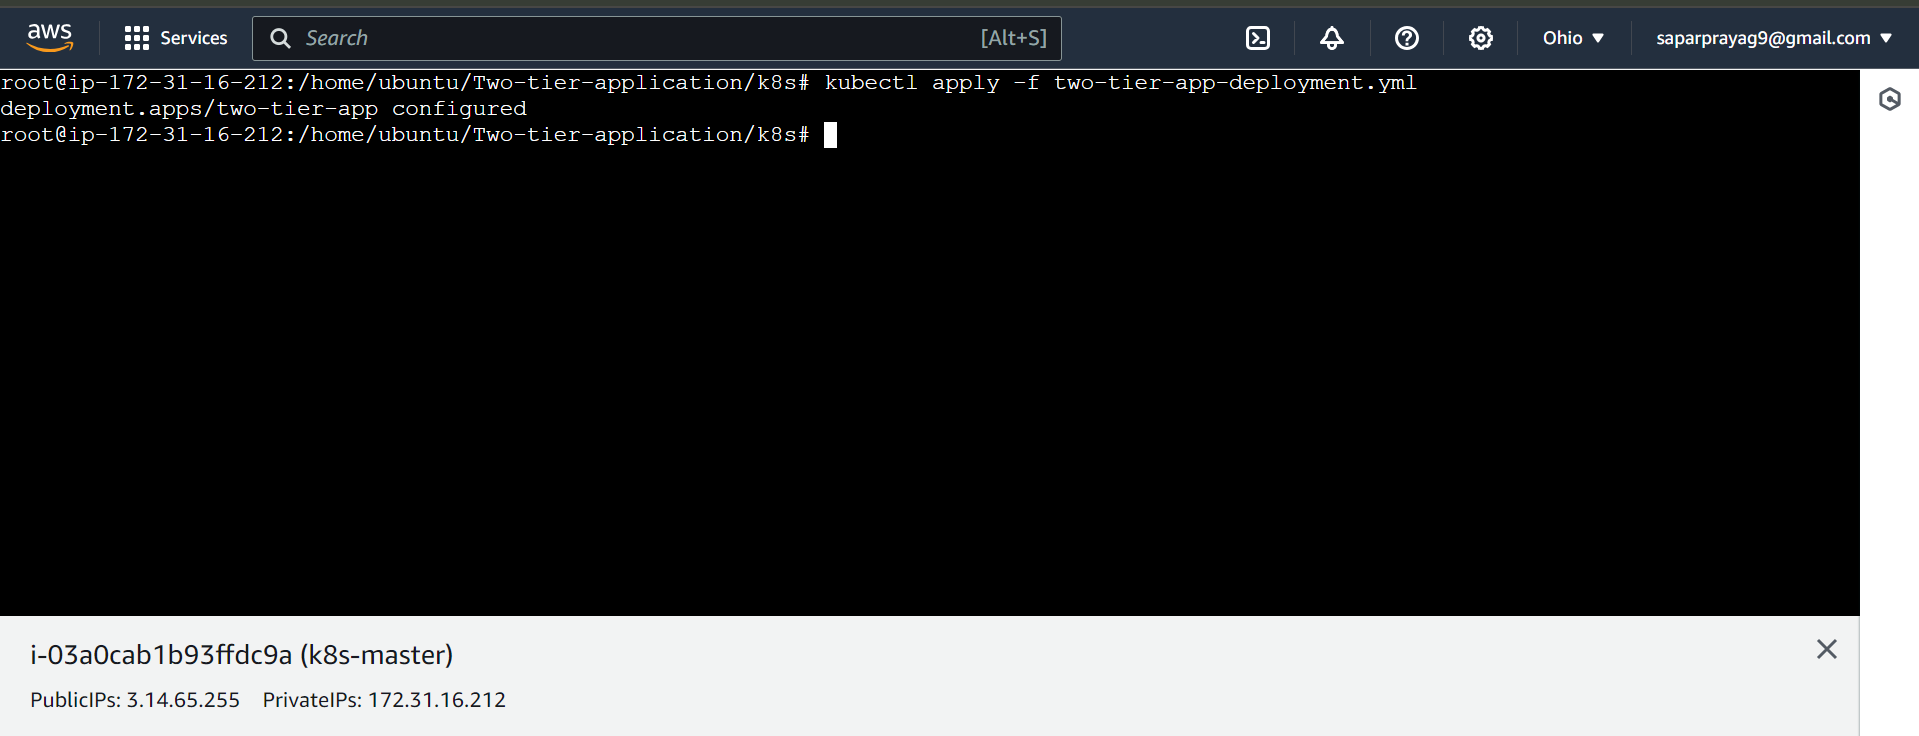 aws Services Search [Alt+S] Ohio saparprayag9@gmail.com
root@ip-172-31-16-212:/home/ubuntu/Two-tier-application/k8s# kubectl apply -f two-tier-app-deployment.yml
deployment.apps/two-tier-app configured
root@ip-172-31-16-212:/home/ubuntu/Two-tier-application/k8s#
i-03a0cab1b93ffdc9a (k8s-master)
PublicIPs: 3.14.65.255 PrivateIPs: 172.31.16.212